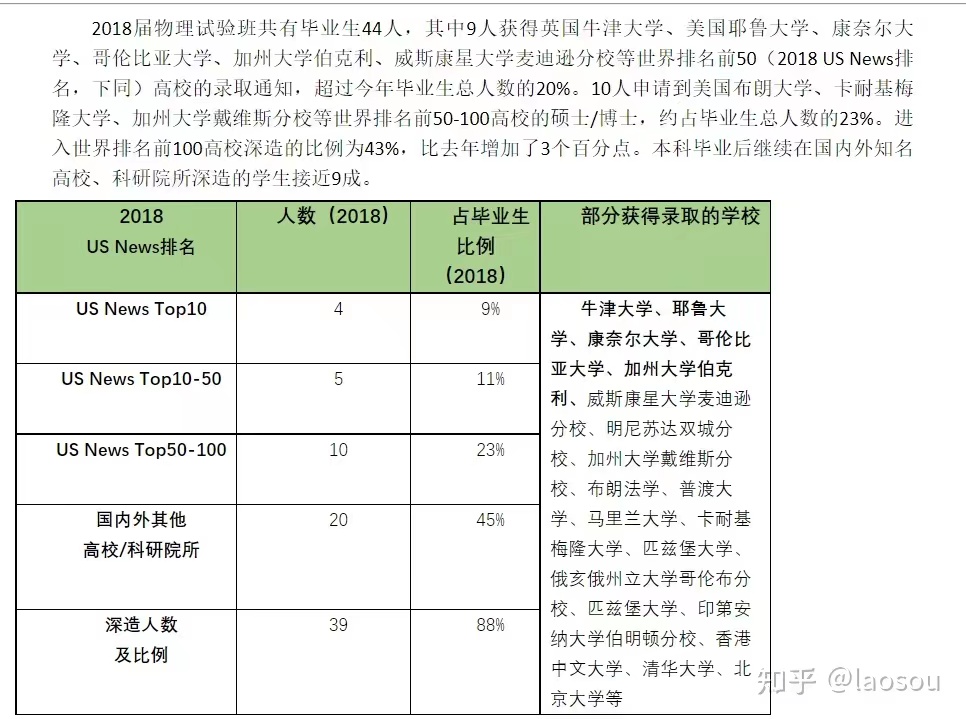 2018届物理试验班共有毕业生44人，其中9人获得英国牛津大学、美国耶鲁大学、康奈尔大
学、哥伦比亚大学、加州大学伯克利、威斯康星大学麦迪逊分校等世界排名前50（2018 US News排
名，下同）高校的录取通知，超过今年毕业生总人数的20%。10人申请到美国布朗大学、卡耐基梅
隆大学、加州大学戴维斯分校等世界排名前50-100高校的硕士/博士，约占毕业生总人数的23%。进
入世界排名前100高校深造的比例为43%，比去年增加了3个百分点。本科毕业后继续在国内外知名
高校、科研院所深造的学生接近9成。
2018
US News排名
人数（2018）
占毕业生
比例
（2018）
部分获得录取的学校
US News Top10
4
9%
US News Top10-50
5
11%
US News Top50-100
10
23%
国内外其他
高校/科研院所
20
45%
深造人数
及比例
39
88%
牛津大学、耶鲁大
学、康奈尔大学、哥伦比
亚大学、加州大学伯克
利、威斯康星大学麦迪逊
分校、明尼苏达双城分
校、加州大学戴维斯分
校、布朗法学、普渡大
学、马里兰大学、卡耐基
梅隆大学、匹兹堡大学、
俄亥俄州立大学哥伦布分
校、匹兹堡大学、印第安
纳大学伯明顿分校、香港
中文大学、清华大学、北
京大学等
知乎 @laosou